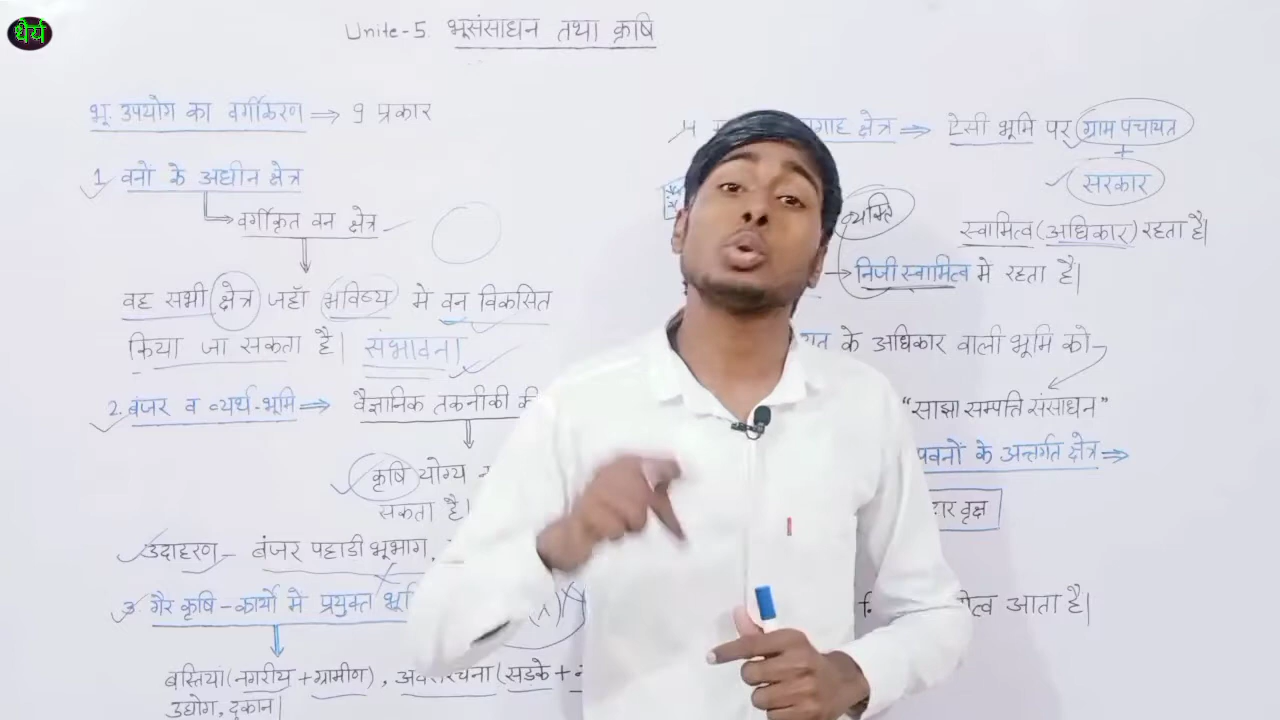 धैर्य
Unite-5. भूसंसाधन तथा कृषि
भू. उपयोग का वर्गीकरण ⇒ 9 प्रकार
1. वनों के अधीन क्षेत्र
वर्गीकृत वन क्षेत्र
वह सभी क्षेत्र जहाँ भविष्य मे वन विकसित
किया जा सकता है| संभावना
2. बंजर व व्यर्थ-भूमि ⇒ वैज्ञानिक तकनीकी की
कृषि योग्य
सकता है|
उदाहरण – बंजर पहाडी भूभाग,
3. गैर कृषि-कार्यो मे प्रयुक्त
बस्तिया (नगरीय + ग्रामीण), अवसंरचना (सडके +
उद्योग, दुकान|
4. क्षेत्र ⇒ ऐसी भूमि पर ग्राम पंचायत
+
सरकार
व्यक्ति
स्वामित्व (अधिकार) रहता है|
→ निजी स्वामित्व मे रहता है|
के अधिकार वाली भूमि को
"साझा सम्पत्ति संसाधन"
के अन्तर्गत क्षेत्र ⇒
वृक्ष
आता है|